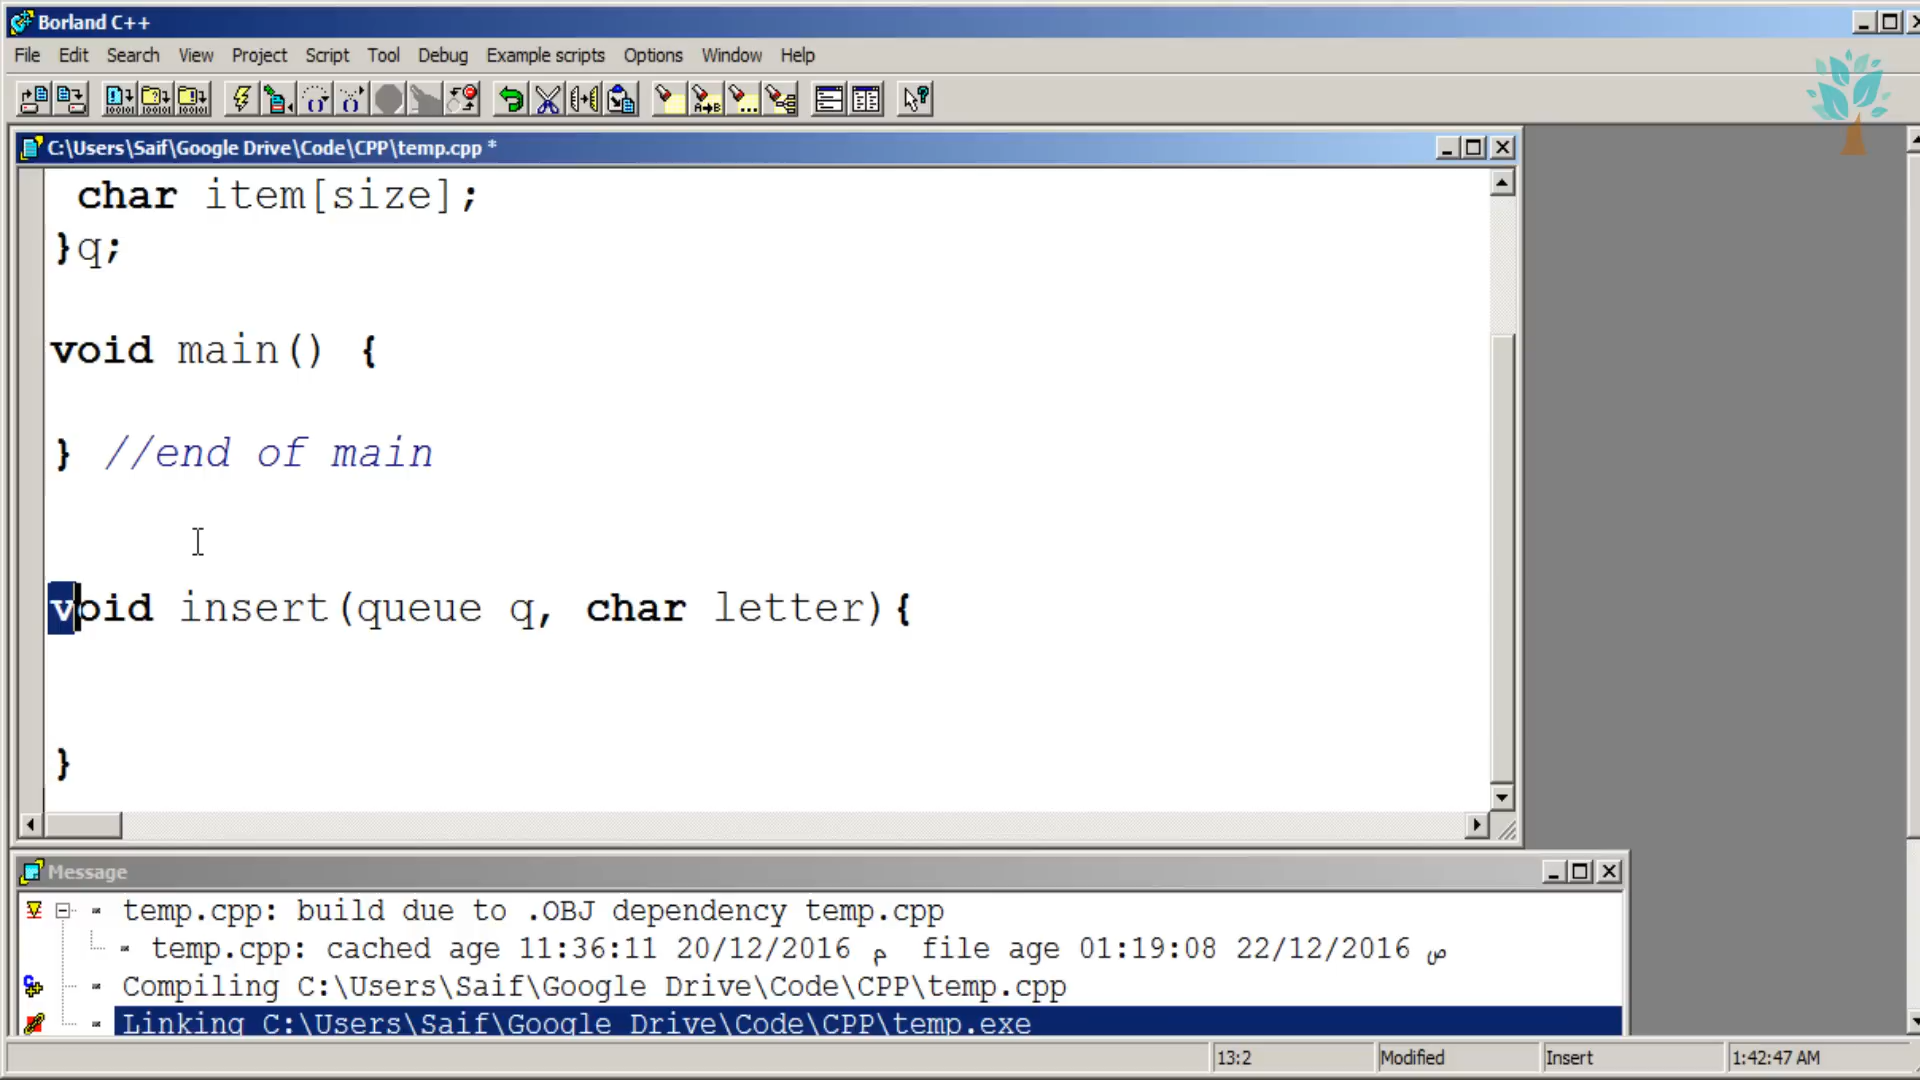 Borland C++
File Edit Search View Project Script Tool Debug Example scripts Options Window Help
C:\Users\Saif\Google Drive\Code\CPP\temp.cpp *
char item[size];
}q;
void main() {
} //end of main
void insert(queue q, char letter){
}
Message
temp.cpp: build due to .OBJ dependency temp.cpp
temp.cpp: cached age 11:36:11 20/12/2016 م file age 01:19:08 22/12/2016 ص
Compiling C:\Users\Saif\Google Drive\Code\CPP\temp.cpp
Linking C:\Users\Saif\Google Drive\Code\CPP\temp.exe
13:2 Modified Insert 1:42:47 AM